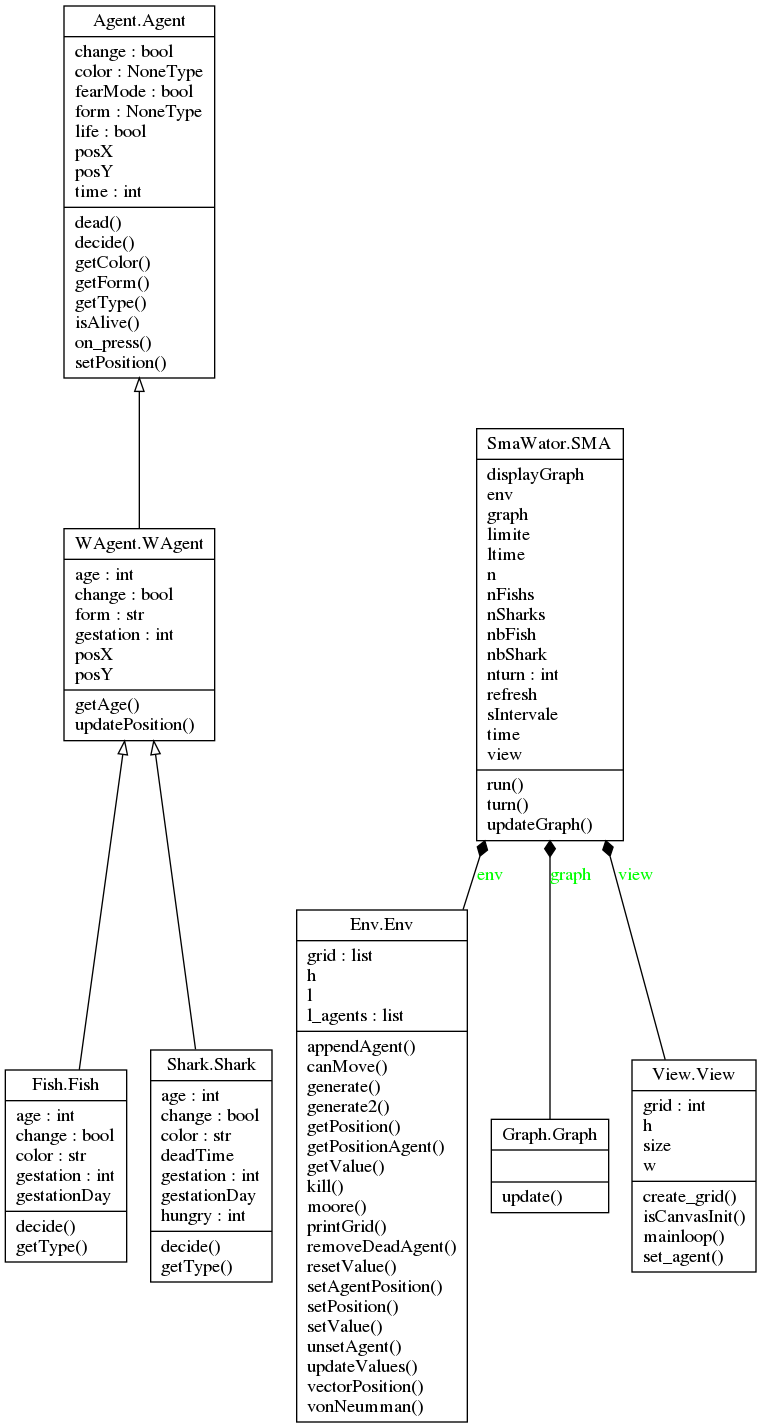 Agent.Agent
change : bool
color : NoneType
fearMode : bool
form : NoneType
life : bool
posX
posY
time : int
dead()
decide()
getColor()
getForm()
getType()
isAlive()
on_press()
setPosition()
WAgent.WAgent
age : int
change : bool
form : str
gestation : int
posX
posY
getAge()
updatePosition()
SmaWator.SMA
displayGraph
env
graph
limite
ltime
n
nFishs
nSharks
nbFish
nbShark
nturn : int
refresh
sIntervale
time
view
run()
turn()
updateGraph()
env
graph
view
Fish.Fish
age : int
change : bool
color : str
gestation : int
gestationDay
decide()
getType()
Shark.Shark
age : int
change : bool
color : str
deadTime
gestation : int
gestationDay
hungry : int
decide()
getType()
Env.Env
grid : list
h
l
l_agents : list
appendAgent()
canMove()
generate()
generate2()
getPosition()
getPositionAgent()
getValue()
kill()
moore()
printGrid()
removeDeadAgent()
resetValue()
setAgentPosition()
setPosition()
setValue()
unsetAgent()
updateValues()
vectorPosition()
vonNeumman()
Graph.Graph
update()
View.View
grid : int
h
size
w
create_grid()
isCanvasInit()
mainloop()
set_agent()